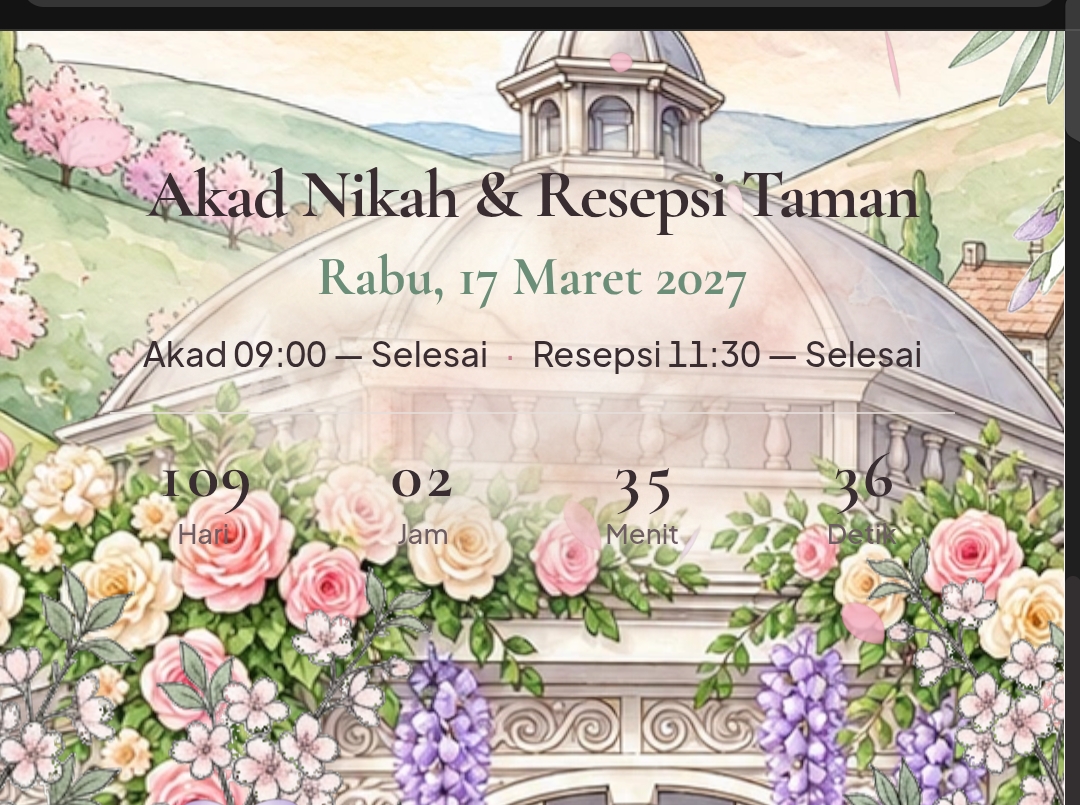 Akad Nikah & Resepsi Taman
Rabu, 17 Maret 2027
Akad 09:00 — Selesai · Resepsi 11:30 — Selesai
109 02 35 36
Hari Jam Menit Detik